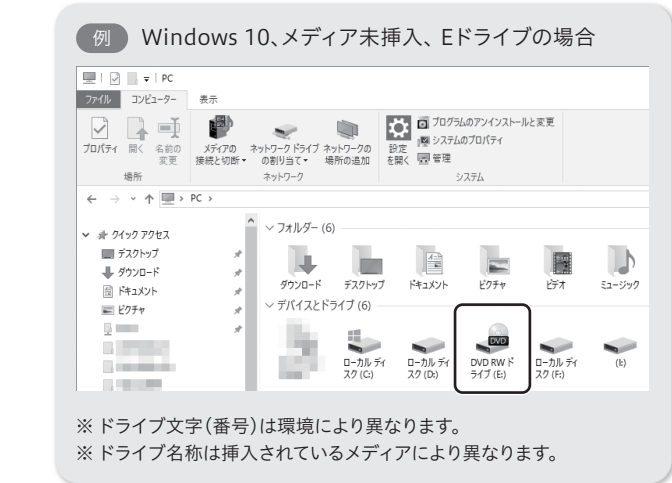 例 Windows 10、メディア未挿入、Eドライブの場合
PC
ファイル コンピューター 表示
プロパティ 開く 名前の変更 メディアの接続と切断 ネットワーク ドライブの割り当て ネットワークの場所の追加 設定を開く プログラムのアンインストールと変更
システムのプロパティ
管理
場所 ネットワーク システム
PC
クイック アクセス
デスクトップ
ダウンロード
ドキュメント
ピクチャ
フォルダー (6)
ダウンロード デスクトップ ドキュメント ピクチャ ビデオ ミュージック
デバイスとドライブ (6)
DVD
ローカル ディ ローカル ディ DVD RW ド ローカル ディ
スク (C:) スク (D:) ライブ (E:) スク (F:)
※ ドライブ文字(番号)は環境により異なります。
※ ドライブ名称は挿入されているメディアにより異なります。